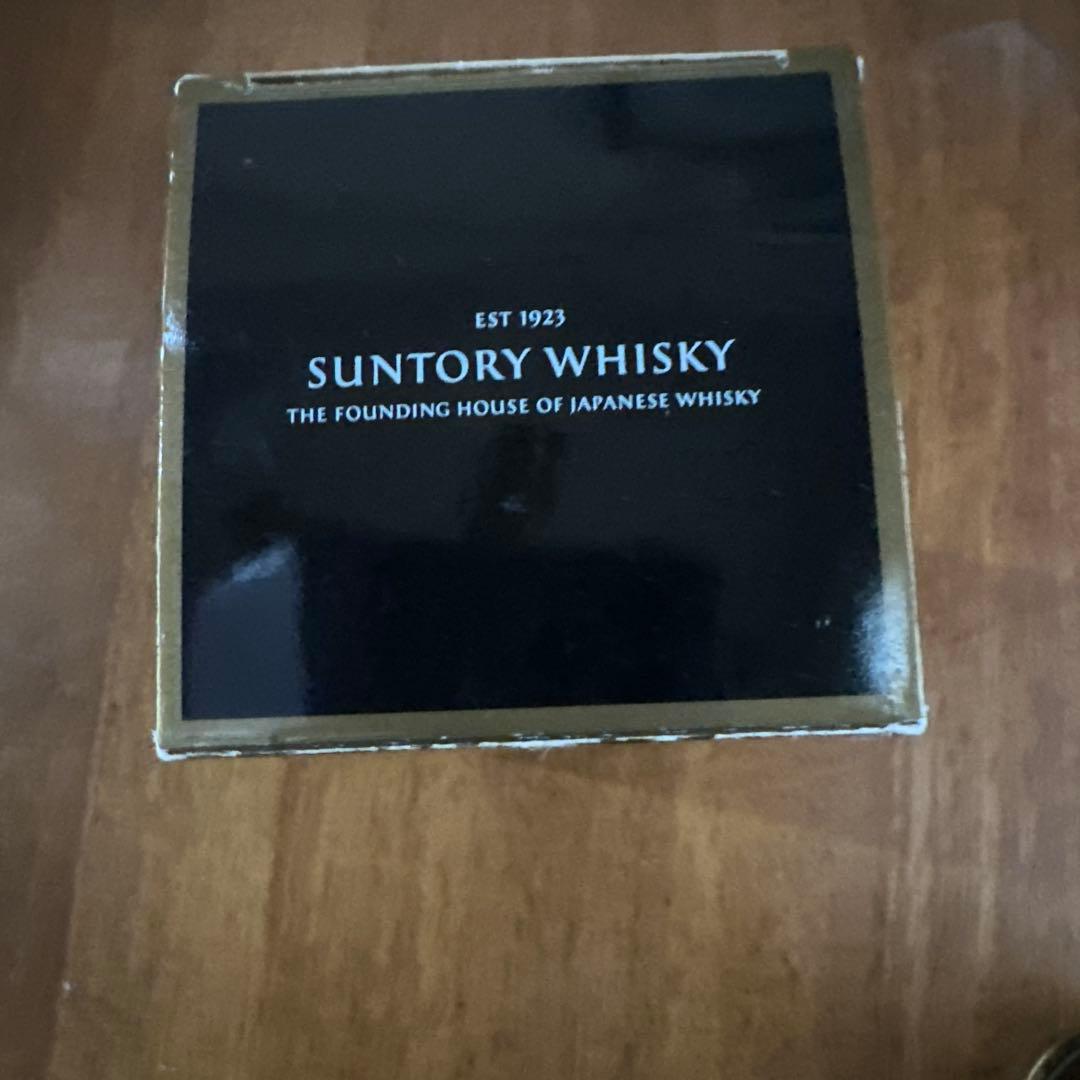 EST 1923
SUNTORY WHISKY
THE FOUNDING HOUSE OF JAPANESE WHISKY